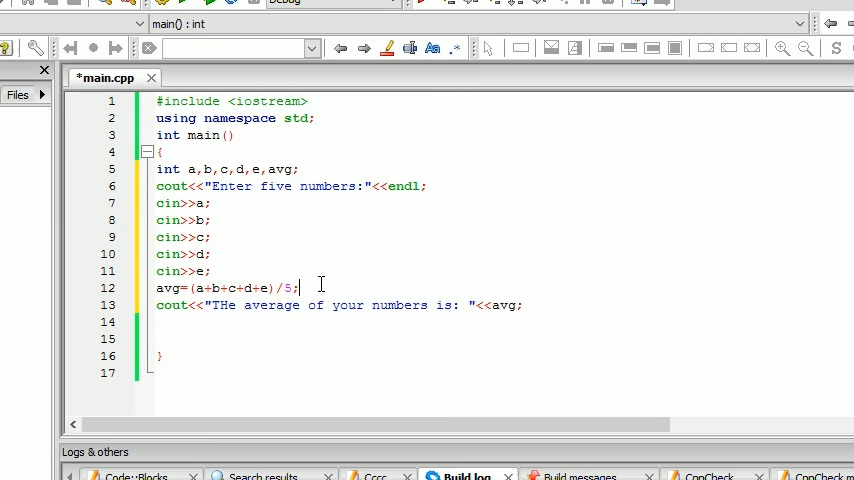 Debug
main() : int
Aa
.*
S
*main.cpp
Files
1 #include <iostream>
2 using namespace std;
3 int main()
4 {
5 int a,b,c,d,e,avg;
6 cout<<"Enter five numbers:"<<endl;
7 cin>>a;
8 cin>>b;
9 cin>>c;
10 cin>>d;
11 cin>>e;
12 avg=(a+b+c+d+e)/5;
13 cout<<"THe average of your numbers is: "<<avg;
14
15
16 }
17
Logs & others
Code::Blocks Search results Cccc Build log Build messages CppCheck CppCheck m